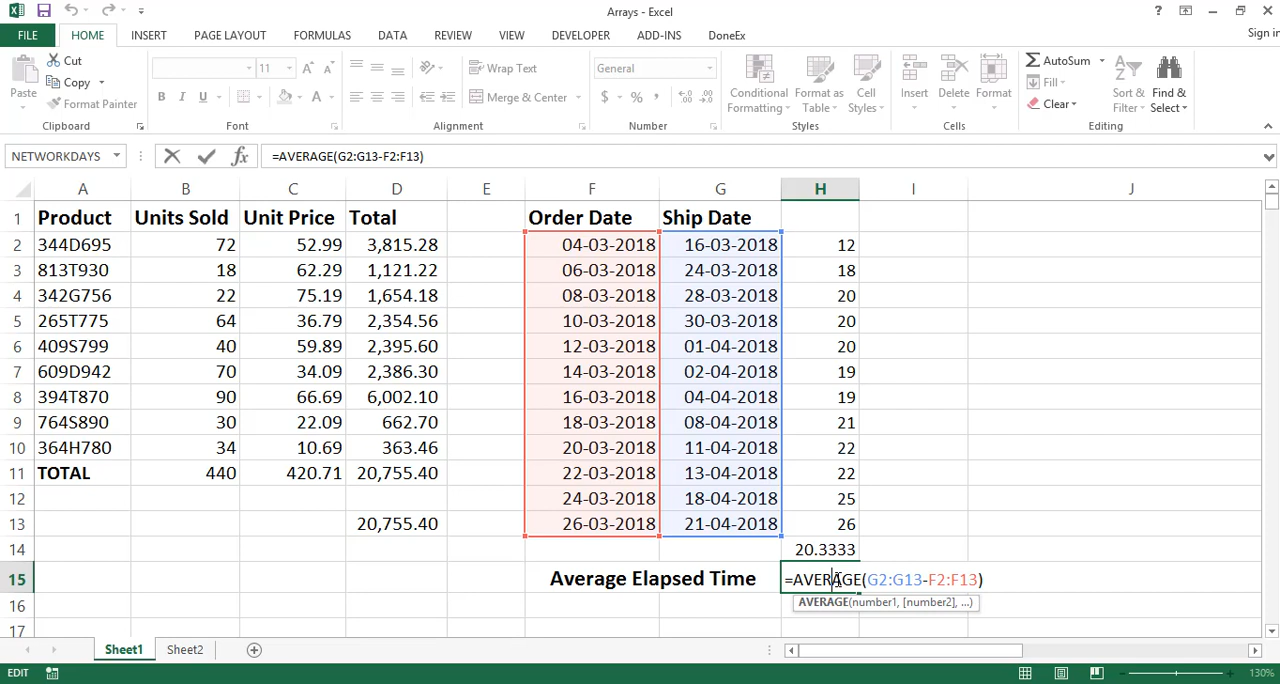 Arrays - Excel
?
FILE HOME INSERT PAGE LAYOUT FORMULAS DATA REVIEW VIEW DEVELOPER ADD-INS DoneEx Sign in
Paste
Cut
Copy
Format Painter
Clipboard
11
B I U
Font
Wrap Text
Merge & Center
Alignment
General
$ % ,
Number
Conditional Formatting
Format as Table
Cell Styles
Styles
Insert Delete Format
Cells
AutoSum
Fill
Clear
Sort & Filter
Find & Select
Editing
NETWORKDAYS fx =AVERAGE(G2:G13-F2:F13)
A B C D E F G H I J
1 Product Units Sold Unit Price Total Order Date Ship Date
2 344D695 72 52.99 3,815.28 04-03-2018 16-03-2018 12
3 813T930 18 62.29 1,121.22 06-03-2018 24-03-2018 18
4 342G756 22 75.19 1,654.18 08-03-2018 28-03-2018 20
5 265T775 64 36.79 2,354.56 10-03-2018 30-03-2018 20
6 409S799 40 59.89 2,395.60 12-03-2018 01-04-2018 20
7 609D942 70 34.09 2,386.30 14-03-2018 02-04-2018 19
8 394T870 90 66.69 6,002.10 16-03-2018 04-04-2018 19
9 764S890 30 22.09 662.70 18-03-2018 08-04-2018 21
10 364H780 34 10.69 363.46 20-03-2018 11-04-2018 22
11 TOTAL 440 420.71 20,755.40 22-03-2018 13-04-2018 22
12 24-03-2018 18-04-2018 25
13 20,755.40 26-03-2018 21-04-2018 26
14 20.3333
15 Average Elapsed Time =AVERAGE(G2:G13-F2:F13)
AVERAGE(number1, [number2], ...)
16
17
Sheet1 Sheet2
EDIT 130%